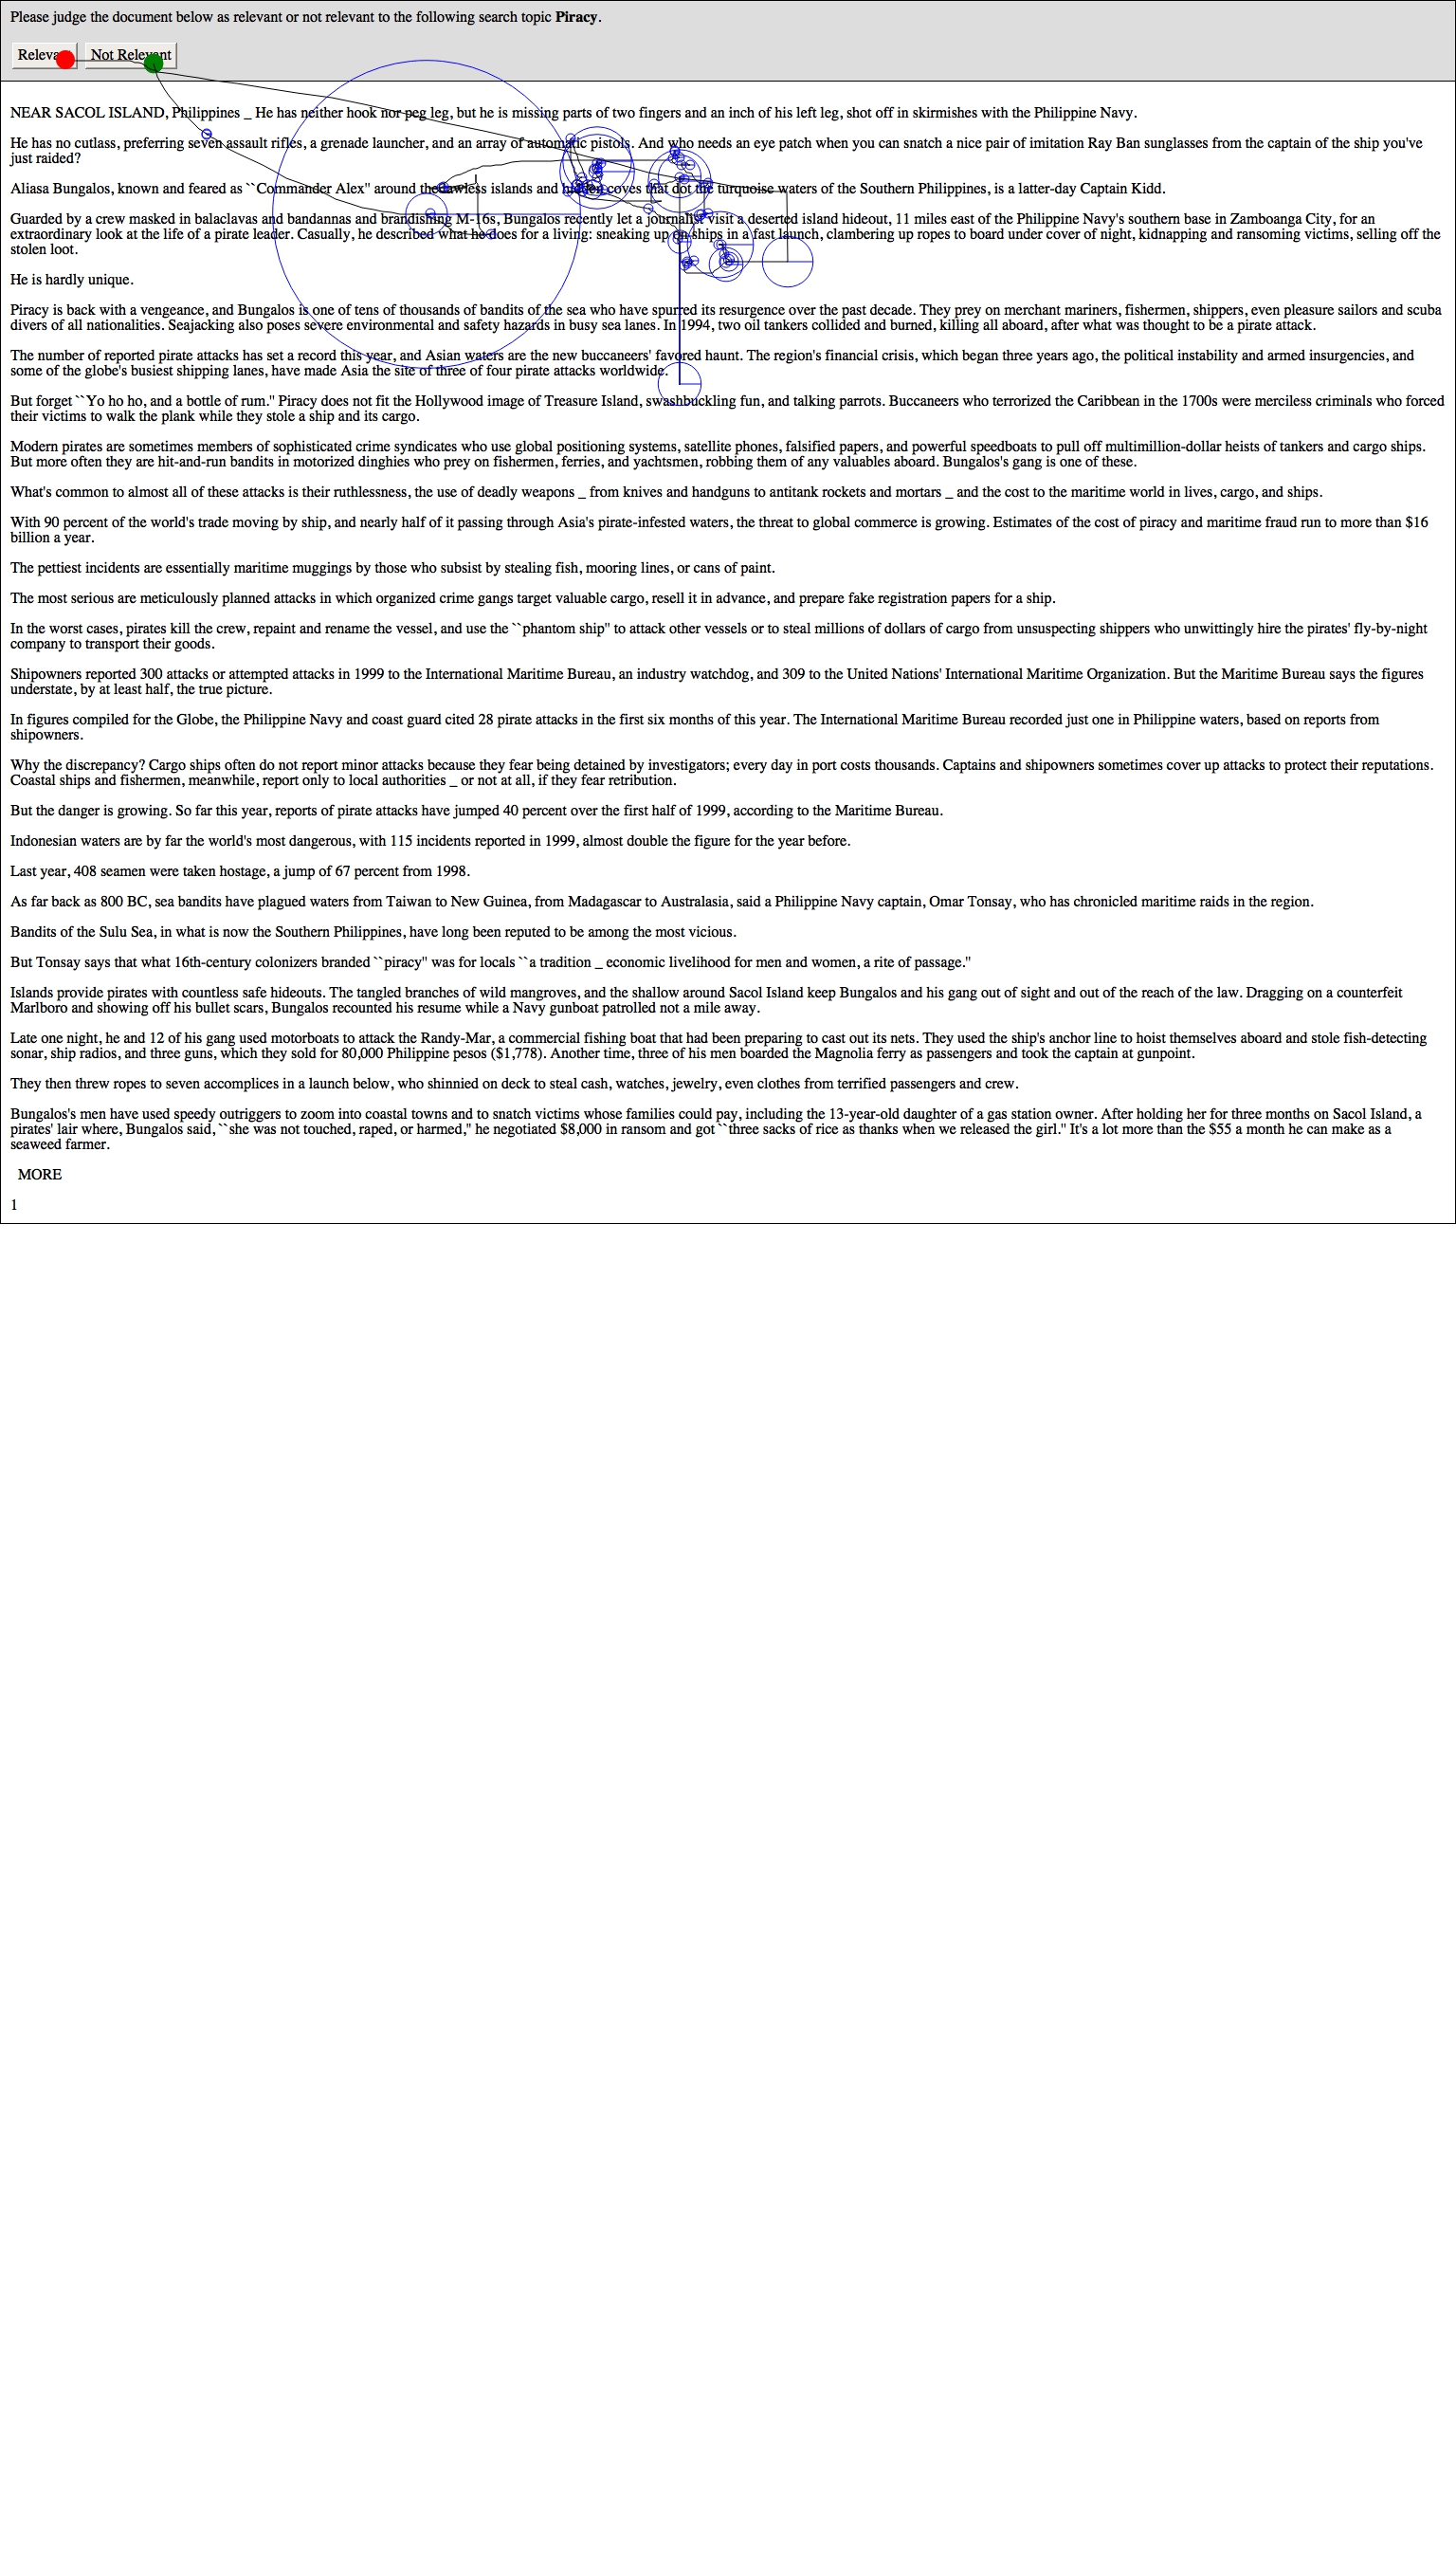 Please judge the document below as relevant or not relevant to the following search topic Piracy.
Relevant Not Relevant
NEAR SACOL ISLAND, Philippines _ He has neither hook nor peg leg, but he is missing parts of two fingers and an inch of his left leg, shot off in skirmishes with the Philippine Navy.
He has no cutlass, preferring seven assault rifles, a grenade launcher, and an array of automatic pistols. And who needs an eye patch when you can snatch a nice pair of imitation Ray Ban sunglasses from the captain of the ship you've
just raided?
Aliasa Bungalos, known and feared as ``Commander Alex'' around the lawless islands and hidden coves that dot the turquoise waters of the Southern Philippines, is a latter-day Captain Kidd.
Guarded by a crew masked in balaclavas and bandannas and brandishing M-16s, Bungalos recently let a journalist visit a deserted island hideout, 11 miles east of the Philippine Navy's southern base in Zamboanga City, for an
extraordinary look at the life of a pirate leader. Casually, he described what he does for a living: sneaking up on ships in a fast launch, clambering up ropes to board under cover of night, kidnapping and ransoming victims, selling off the
stolen loot.
He is hardly unique.
Piracy is back with a vengeance, and Bungalos is one of tens of thousands of bandits of the sea who have spurred its resurgence over the past decade. They prey on merchant mariners, fishermen, shippers, even pleasure sailors and scuba
divers of all nationalities. Seajacking also poses severe environmental and safety hazards in busy sea lanes. In 1994, two oil tankers collided and burned, killing all aboard, after what was thought to be a pirate attack.
The number of reported pirate attacks has set a record this year, and Asian waters are the new buccaneers' favored haunt. The region's financial crisis, which began three years ago, the political instability and armed insurgencies, and
some of the globe's busiest shipping lanes, have made Asia the site of three of four pirate attacks worldwide.
But forget ``Yo ho ho, and a bottle of rum.'' Piracy does not fit the Hollywood image of Treasure Island, swashbuckling fun, and talking parrots. Buccaneers who terrorized the Caribbean in the 1700s were merciless criminals who forced
their victims to walk the plank while they stole a ship and its cargo.
Modern pirates are sometimes members of sophisticated crime syndicates who use global positioning systems, satellite phones, falsified papers, and powerful speedboats to pull off multimillion-dollar heists of tankers and cargo ships.
But more often they are hit-and-run bandits in motorized dinghies who prey on fishermen, ferries, and yachtsmen, robbing them of any valuables aboard. Bungalos's gang is one of these.
What's common to almost all of these attacks is their ruthlessness, the use of deadly weapons _ from knives and handguns to antitank rockets and mortars _ and the cost to the maritime world in lives, cargo, and ships.
With 90 percent of the world's trade moving by ship, and nearly half of it passing through Asia's pirate-infested waters, the threat to global commerce is growing. Estimates of the cost of piracy and maritime fraud run to more than $16
billion a year.
The pettiest incidents are essentially maritime muggings by those who subsist by stealing fish, mooring lines, or cans of paint.
The most serious are meticulously planned attacks in which organized crime gangs target valuable cargo, resell it in advance, and prepare fake registration papers for a ship.
In the worst cases, pirates kill the crew, repaint and rename the vessel, and use the ``phantom ship'' to attack other vessels or to steal millions of dollars of cargo from unsuspecting shippers who unwittingly hire the pirates' fly-by-night
company to transport their goods.
Shipowners reported 300 attacks or attempted attacks in 1999 to the International Maritime Bureau, an industry watchdog, and 309 to the United Nations' International Maritime Organization. But the Maritime Bureau says the figures
understate, by at least half, the true picture.
In figures compiled for the Globe, the Philippine Navy and coast guard cited 28 pirate attacks in the first six months of this year. The International Maritime Bureau recorded just one in Philippine waters, based on reports from
shipowners.
Why the discrepancy? Cargo ships often do not report minor attacks because they fear being detained by investigators; every day in port costs thousands. Captains and shipowners sometimes cover up attacks to protect their reputations.
Coastal ships and fishermen, meanwhile, report only to local authorities _ or not at all, if they fear retribution.
But the danger is growing. So far this year, reports of pirate attacks have jumped 40 percent over the first half of 1999, according to the Maritime Bureau.
Indonesian waters are by far the world's most dangerous, with 115 incidents reported in 1999, almost double the figure for the year before.
Last year, 408 seamen were taken hostage, a jump of 67 percent from 1998.
As far back as 800 BC, sea bandits have plagued waters from Taiwan to New Guinea, from Madagascar to Australasia, said a Philippine Navy captain, Omar Tonsay, who has chronicled maritime raids in the region.
Bandits of the Sulu Sea, in what is now the Southern Philippines, have long been reputed to be among the most vicious.
But Tonsay says that what 16th-century colonizers branded ``piracy'' was for locals ``a tradition _ economic livelihood for men and women, a rite of passage.''
Islands provide pirates with countless safe hideouts. The tangled branches of wild mangroves, and the shallow around Sacol Island keep Bungalos and his gang out of sight and out of the reach of the law. Dragging on a counterfeit
Marlboro and showing off his bullet scars, Bungalos recounted his resume while a Navy gunboat patrolled not a mile away.
Late one night, he and 12 of his gang used motorboats to attack the Randy-Mar, a commercial fishing boat that had been preparing to cast out its nets. They used the ship's anchor line to hoist themselves aboard and stole fish-detecting
sonar, ship radios, and three guns, which they sold for 80,000 Philippine pesos ($1,778). Another time, three of his men boarded the Magnolia ferry as passengers and took the captain at gunpoint.
They then threw ropes to seven accomplices in a launch below, who shinnied on deck to steal cash, watches, jewelry, even clothes from terrified passengers and crew.
Bungalos's men have used speedy outriggers to zoom into coastal towns and to snatch victims whose families could pay, including the 13-year-old daughter of a gas station owner. After holding her for three months on Sacol Island, a
pirates' lair where, Bungalos said, ``she was not touched, raped, or harmed,'' he negotiated $8,000 in ransom and got ``three sacks of rice as thanks when we released the girl.'' It's a lot more than the $55 a month he can make as a
seaweed farmer.
MORE
1